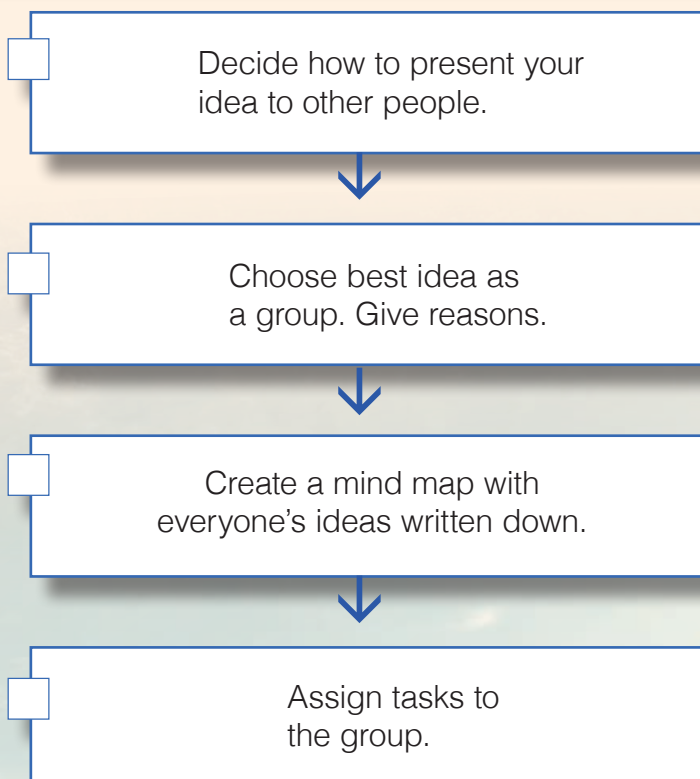 Decide how to present your
idea to other people.
Choose best idea as
a group. Give reasons.
Create a mind map with
everyone's ideas written down.
Assign tasks to
the group.